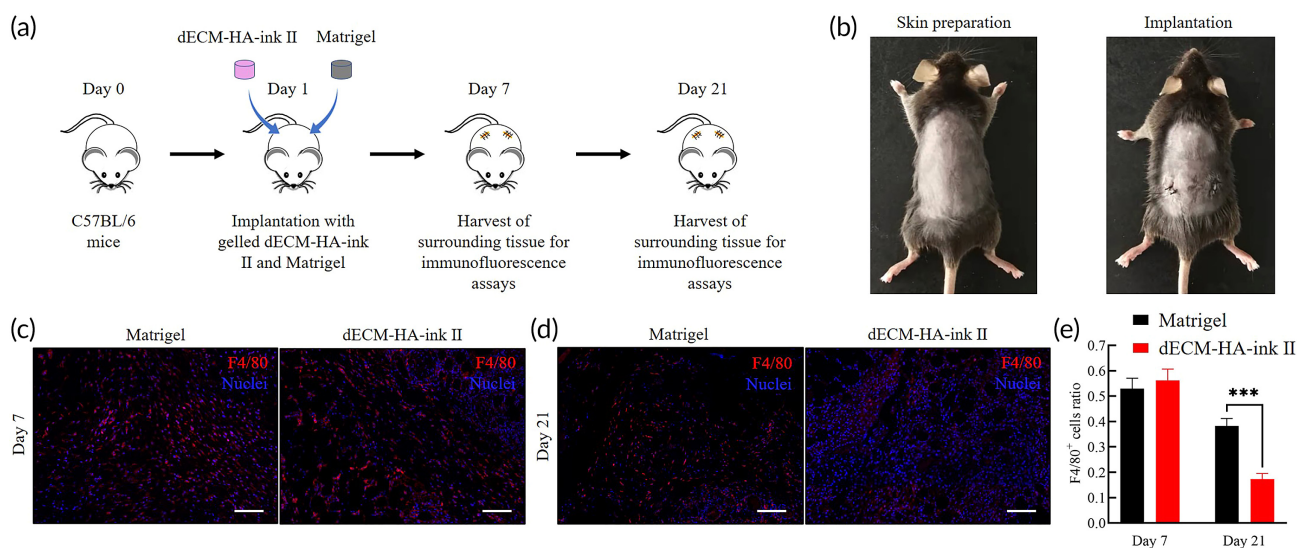 (a)
dECM-HA-ink II
Matrigel
Day 0
Day 1
Day 7
Day 21
C57BL/6
mice
Implantation with
gelled dECM-HA-ink
II and Matrigel
Harvest of
surrounding tissue for
immunofluorescence
assays
Harvest of
surrounding tissue for
immunofluorescence
assays
(b)
Skin preparation
Implantation
(c)
Matrigel
dECM-HA-ink II
Day 7
F4/80
Nuclei
F4/80
Nuclei
(d)
Matrigel
dECM-HA-ink II
Day 21
F4/80
Nuclei
F4/80
Nuclei
(e)
Matrigel
dECM-HA-ink II
F4/80+ cells ratio
0.7
0.6
0.5
0.4
0.3
0.2
0.1
0.0
***
Day 7
Day 21